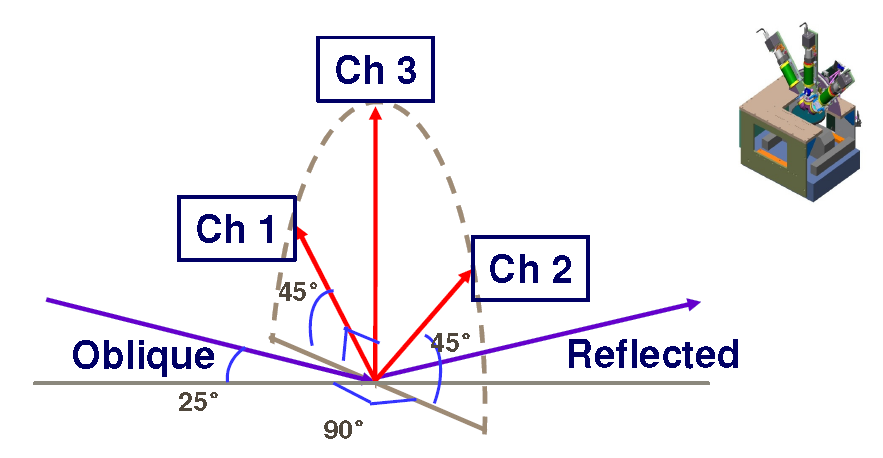 Ch 3
Ch 1
Ch 2
45°
45°
Oblique
Reflected
25°
90°